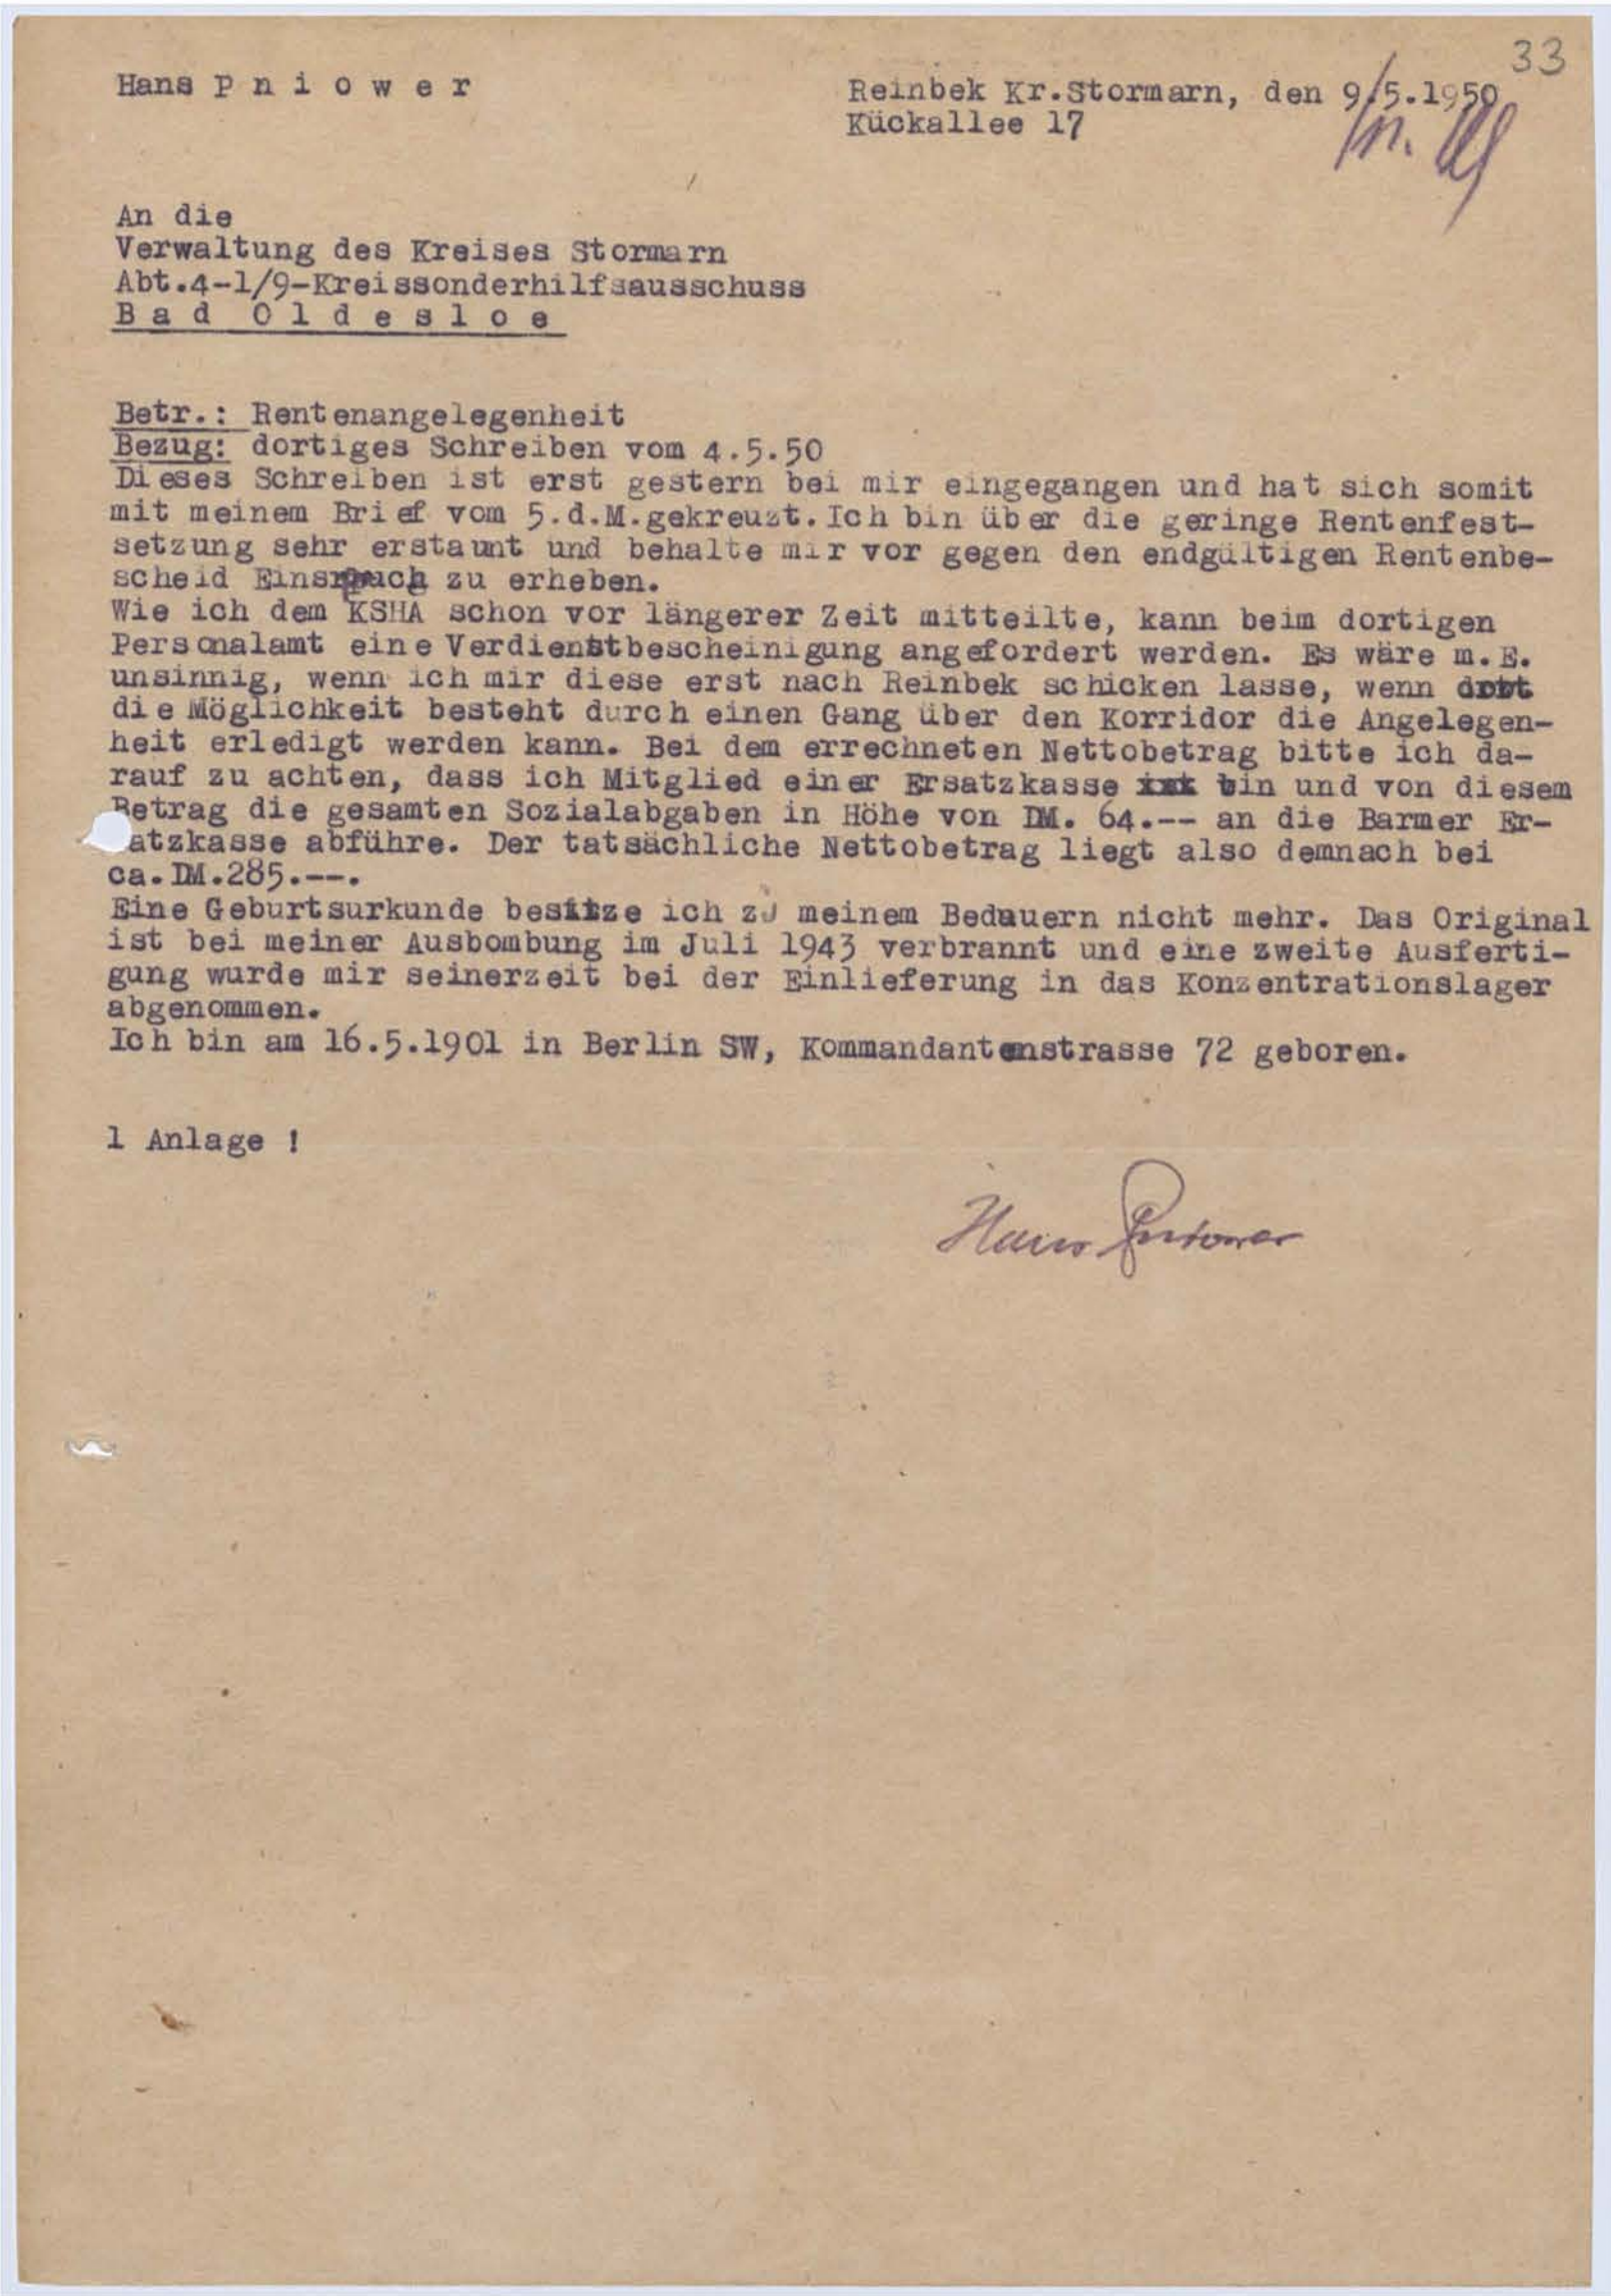 33
Hans P n i o w e r
Reinbek Kr.Stormarn, den 9.5.1950
Kückallee 17
An die
Verwaltung des Kreises Stormarn
Abt.4-1/9-Kreissonderhilfsausschuss
B a d   O l d e s l o e
Betr.: Rentenangelegenheit
Bezug: dortiges Schreiben vom 4.5.50
Dieses Schreiben ist erst gestern bei mir eingegangen und hat sich somit
mit meinem Brief vom 5.d.M.gekreuzt.Ich bin über die geringe Rentenfest-
setzung sehr erstaunt und behalte mir vor gegen den endgültigen Rentenbe-
scheid Einspruch zu erheben.
Wie ich dem KSHA schon vor längerer Zeit mitteilte, kann beim dortigen
Personalamt eine Verdienstbescheinigung angefordert werden. Es wäre m.E.
unsinnig, wenn ich mir diese erst nach Reinbek schicken lasse, wenn dort
die Möglichkeit besteht durch einen Gang über den Korridor die Angelegen-
heit erledigt werden kann. Bei dem errechneten Nettobetrag bitte ich da-
rauf zu achten, dass ich Mitglied einer Ersatzkasse bin und von diesem
Betrag die gesamten Sozialabgaben in Höhe von DM. 64.-- an die Barmer Er-
atzkasse abführe. Der tatsächliche Nettobetrag liegt also demnach bei
ca.DM.285.--.
Eine Geburtsurkunde besitze ich zu meinem Bedauern nicht mehr. Das Original
ist bei meiner Ausbombung im Juli 1943 verbrannt und eine zweite Ausferti-
gung wurde mir seinerzeit bei der Einlieferung in das Konzentrationslager
abgenommen.
Ich bin am 16.5.1901 in Berlin SW, Kommandantenstrasse 72 geboren.
1 Anlage !
Hans Pniower